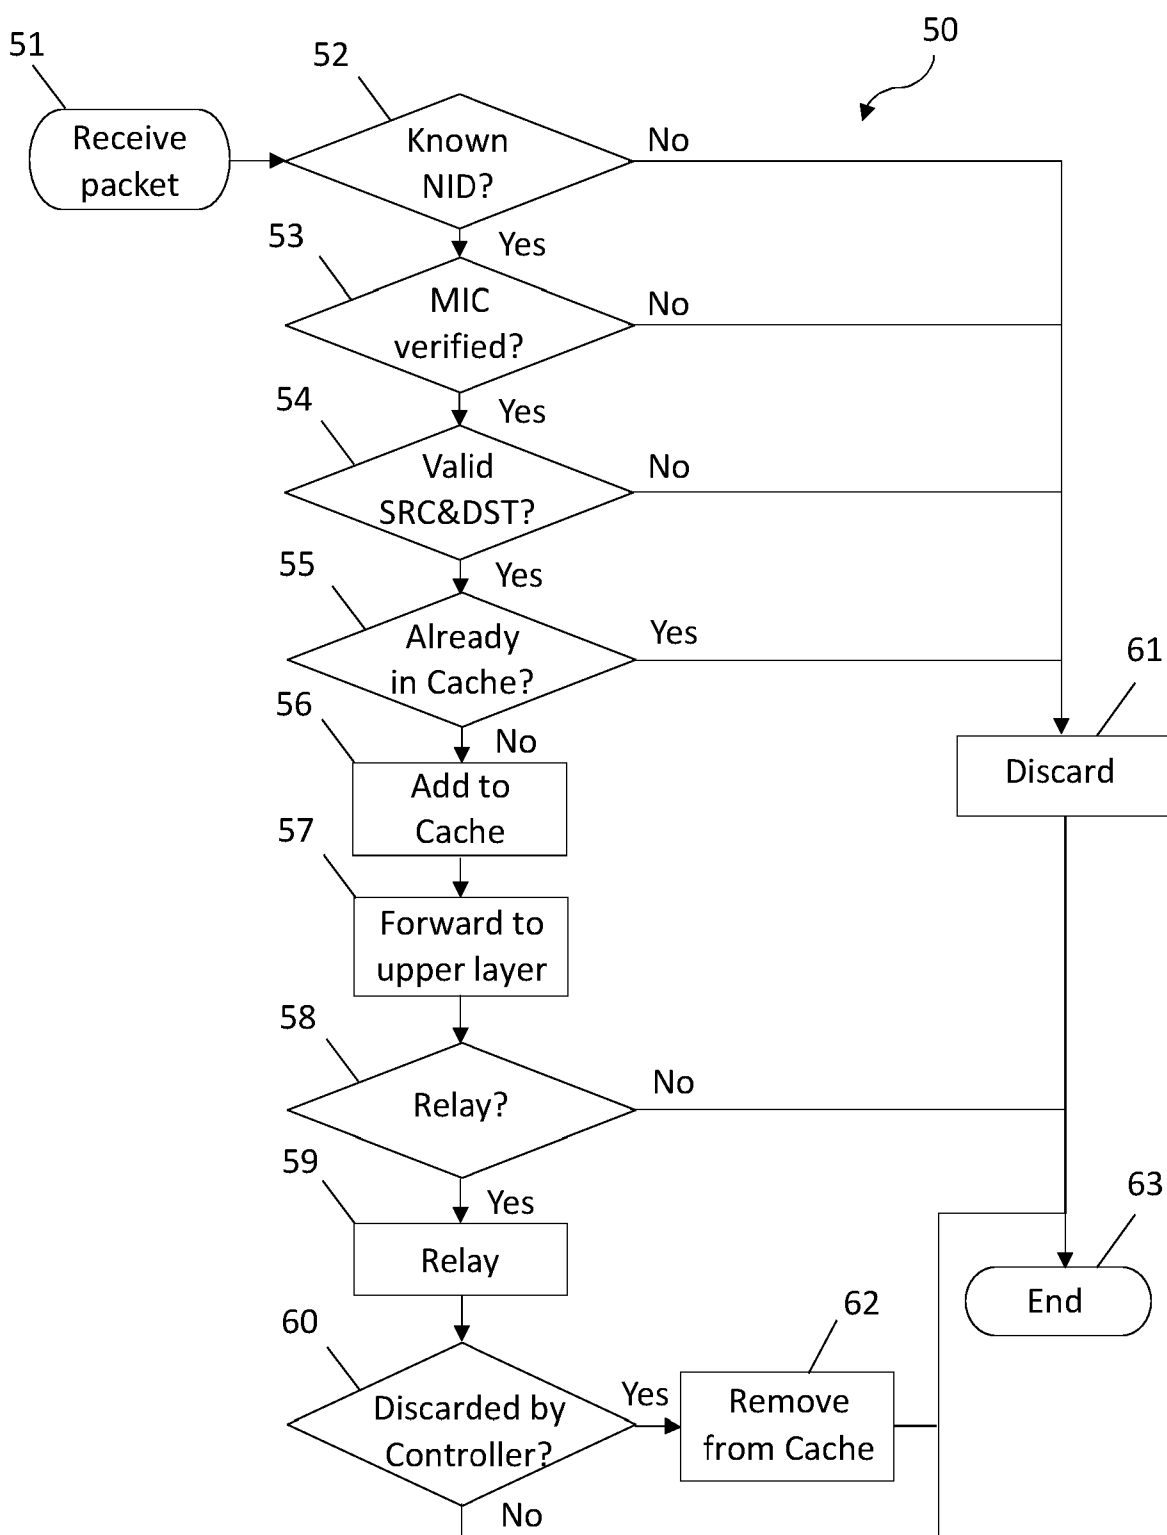 50
51
52
Receive
packet
Known
NID?
No
Yes
53
MIC
verified?
No
Yes
54
Valid
SRC&DST?
No
Yes
55
Already
in Cache?
Yes
No
61
Discard
56
Add to
Cache
57
Forward to
upper layer
58
Relay?
No
Yes
59
Relay
63
End
60
Discarded by
Controller?
Yes
No
62
Remove
from Cache